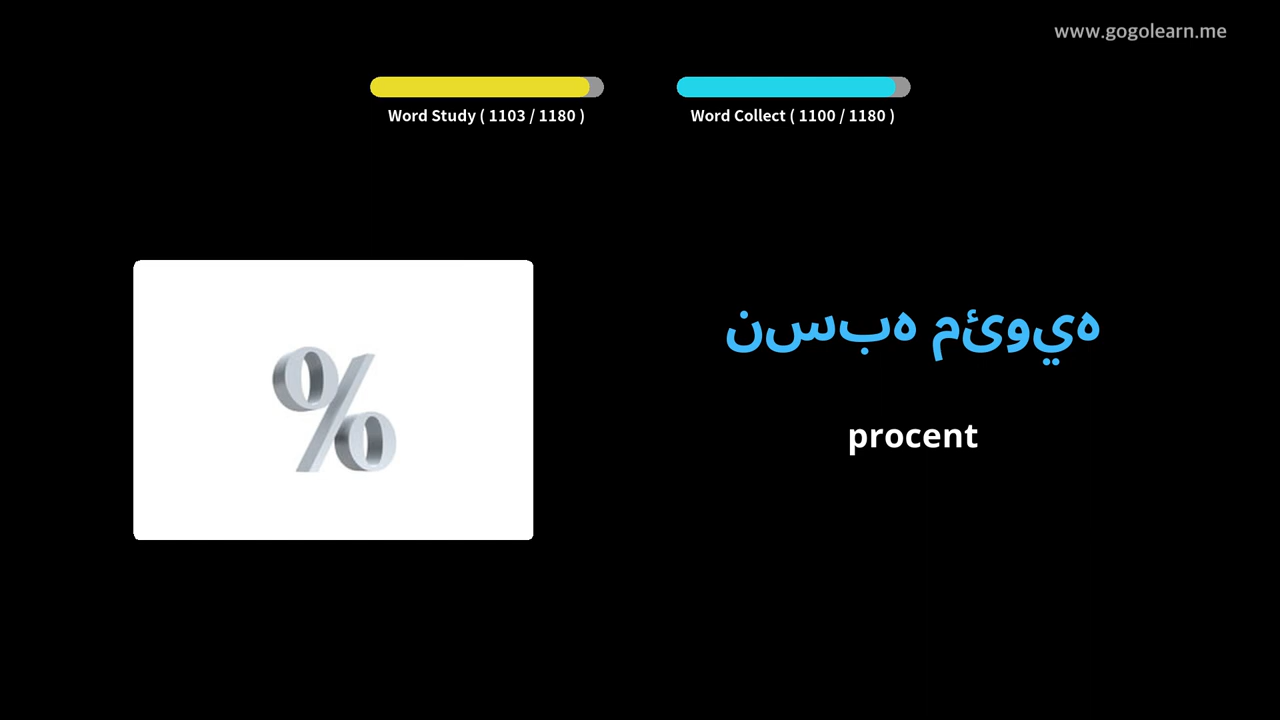 www.gogolearn.me
Word Study ( 1103 / 1180 )
Word Collect ( 1100 / 1180 )
نسبه مئويه
procent